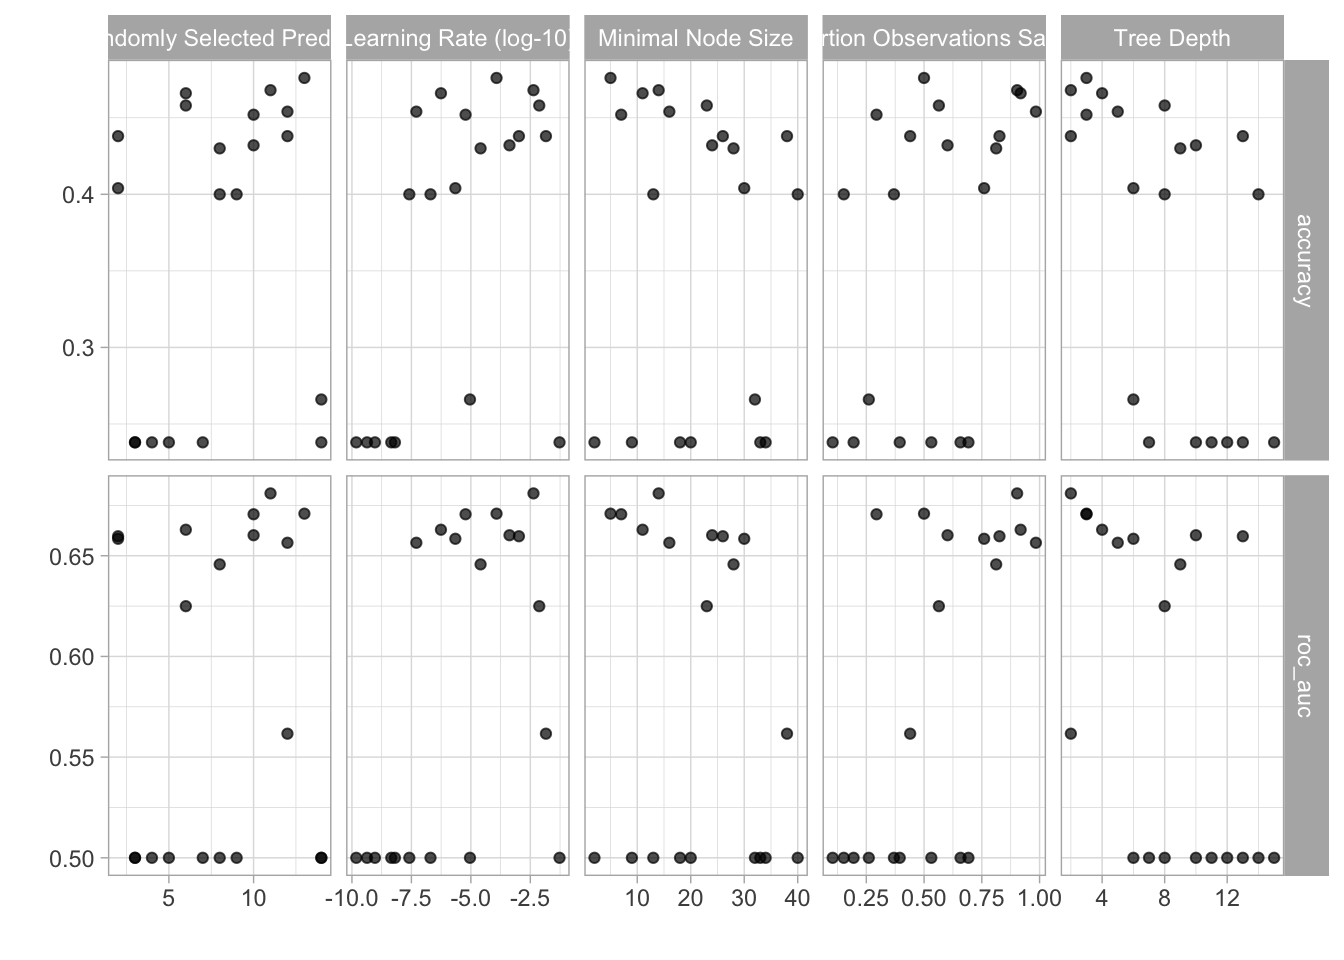 ndomly Selected Pred
Learning Rate (log-10)
Minimal Node Size
rtion Observations Sa
Tree Depth
0.4
0.3
accuracy
0.65
0.60
0.55
0.50
roc_auc
5 10
-10.0 -7.5 -5.0 -2.5
10 20 30 40
0.25 0.50 0.75 1.00
4 8 12